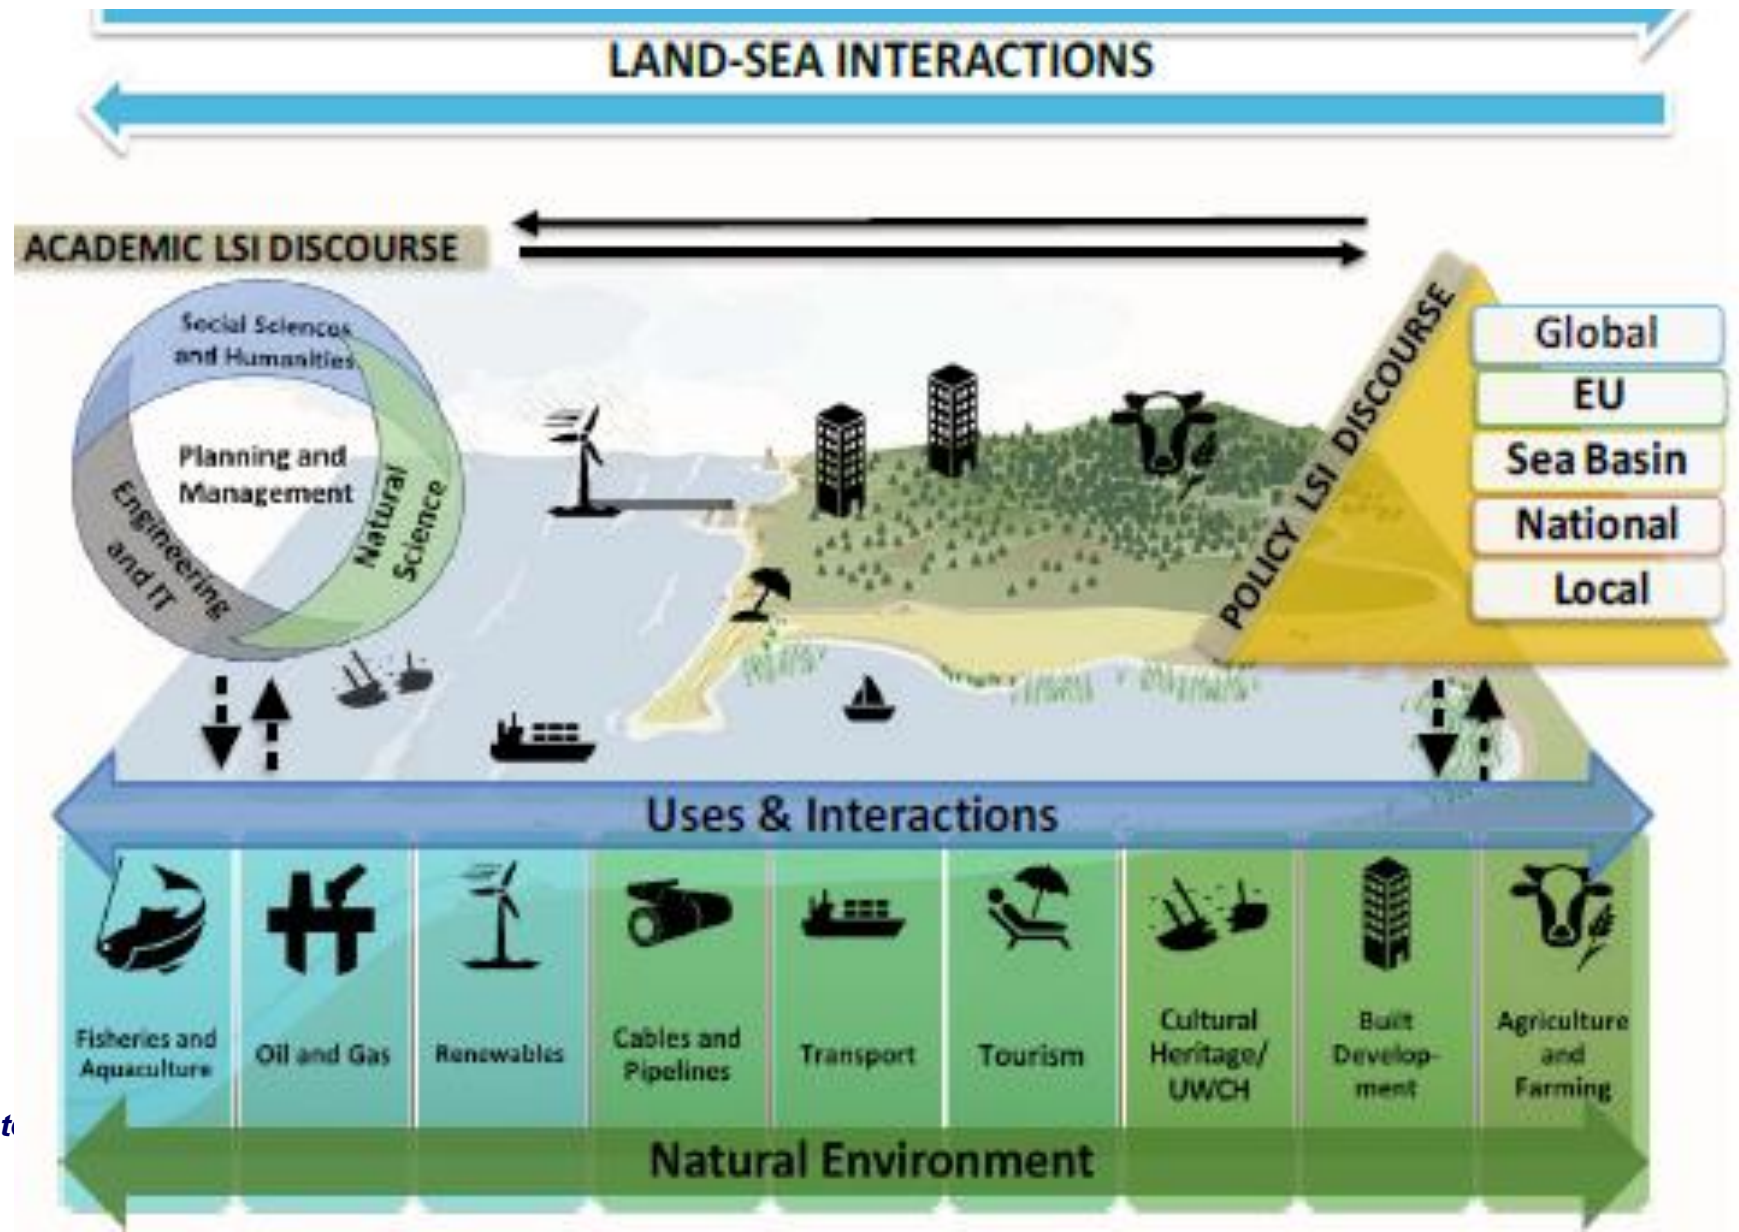 LAND-SEA INTERACTIONS
ACADEMIC LSI DISCOURSE
Social Sciences
and Humanities
Planning and
Management
Engineering
and IT
Natural
Science
POLICY LSI DISCOURSE
Global
EU
Sea Basin
National
Local
Uses & Interactions
Fisheries and
Aquaculture
Oil and Gas
Renewables
Cables and
Pipelines
Transport
Tourism
Cultural
Heritage/
UWCH
Built
Develop-
ment
Agriculture
and
Farming
Natural Environment